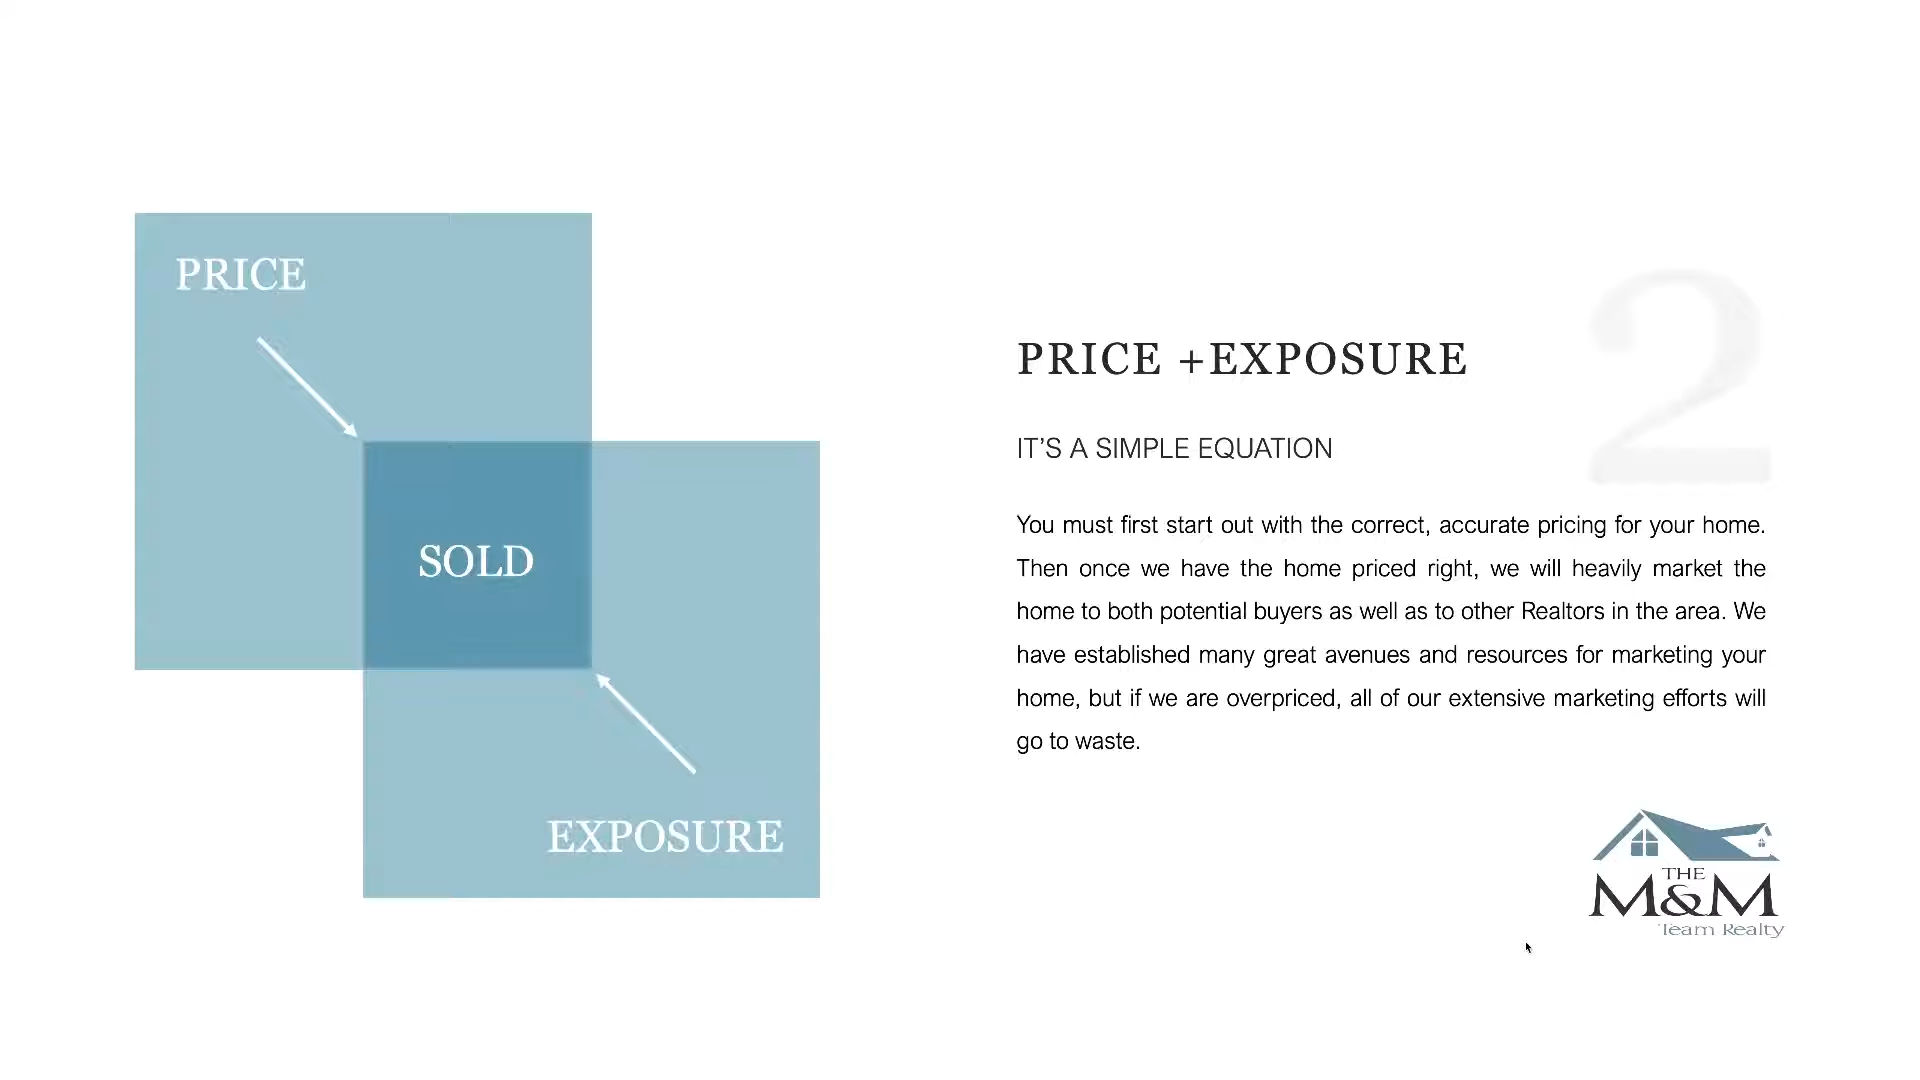 PRICE
SOLD
EXPOSURE
2
PRICE +EXPOSURE
IT’S A SIMPLE EQUATION
You must first start out with the correct, accurate pricing for your home.
Then once we have the home priced right, we will heavily market the
home to both potential buyers as well as to other Realtors in the area. We
have established many great avenues and resources for marketing your
home, but if we are overpriced, all of our extensive marketing efforts will
go to waste.
THE
M&M
Team Realty